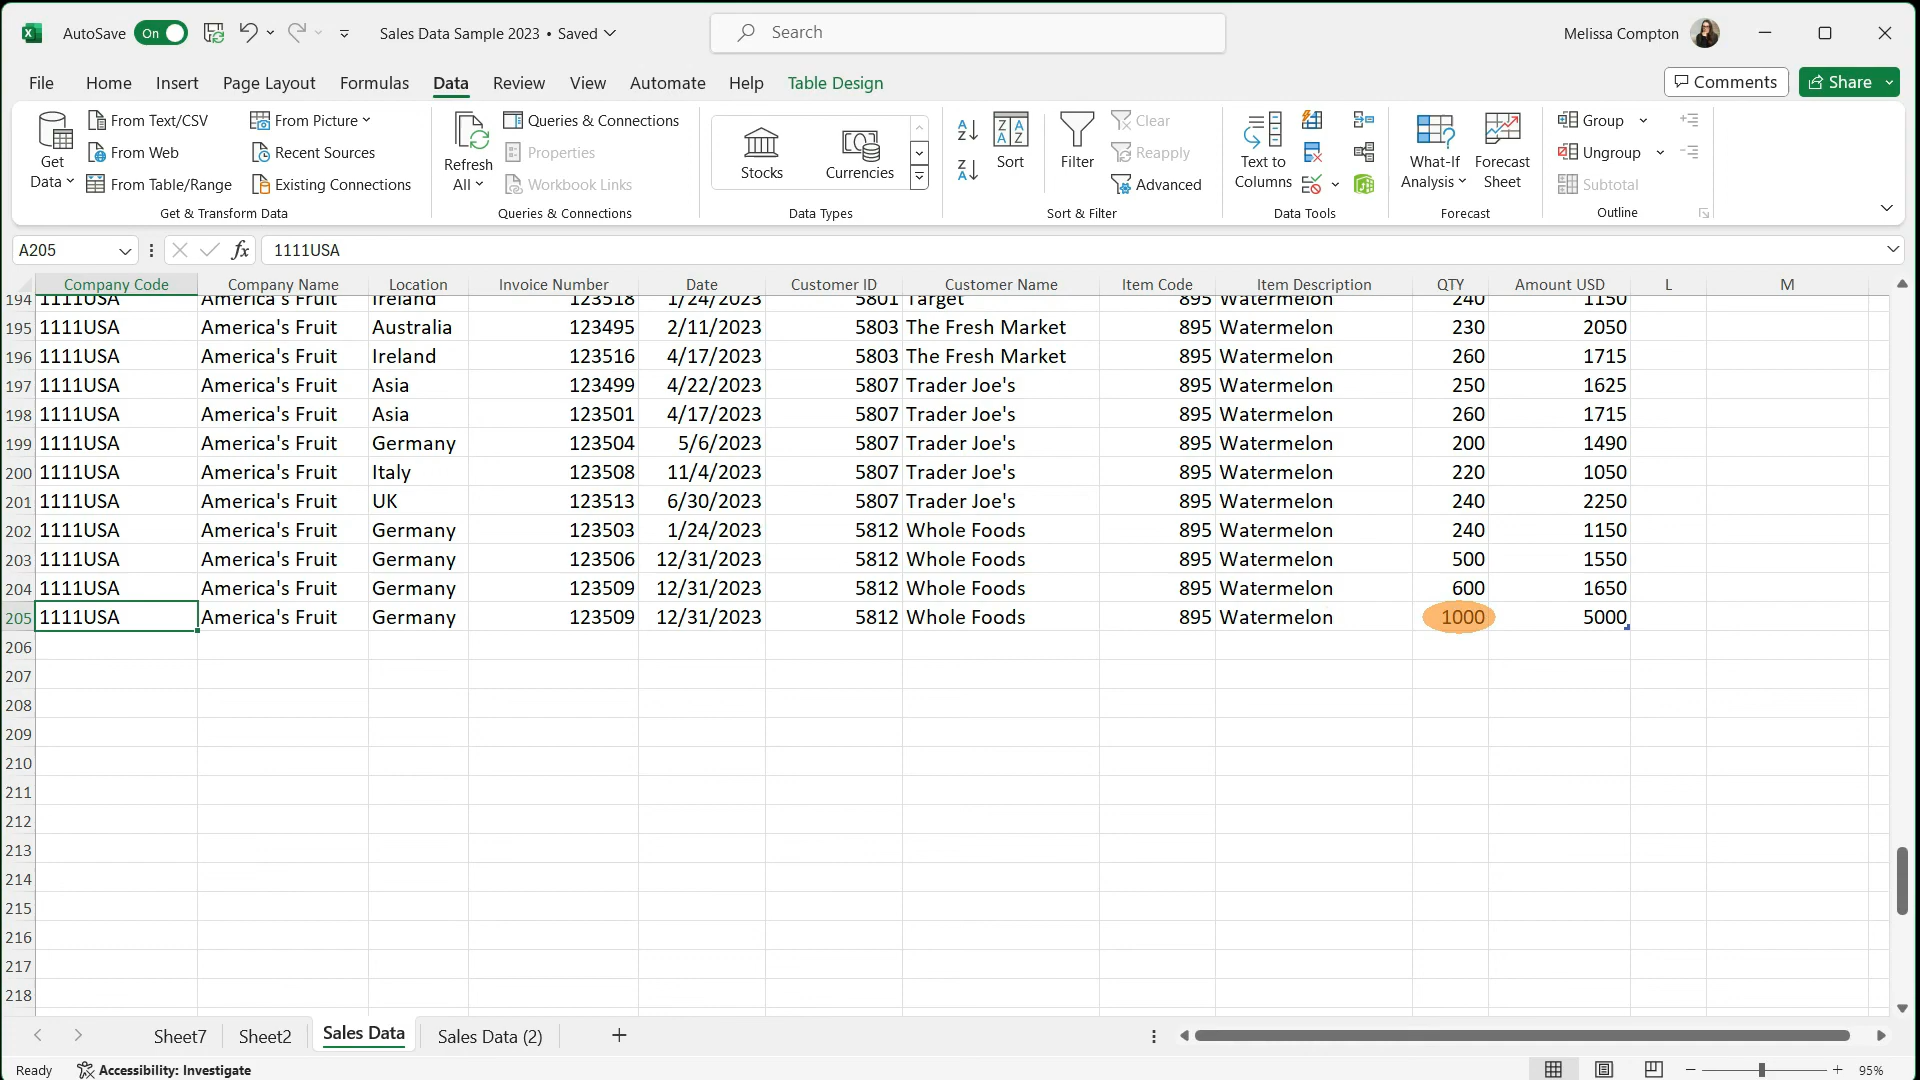 AutoSave On Sales Data Sample 2023 • Saved Search Melissa Compton
File Home Insert Page Layout Formulas Data Review View Automate Help Table Design Comments Share
Get Data
From Text/CSV
From Web
From Table/Range
From Picture
Recent Sources
Existing Connections
Get & Transform Data
Refresh All
Queries & Connections
Properties
Workbook Links
Queries & Connections
Stocks Currencies
Data Types
Sort Filter
Clear
Reapply
Advanced
Sort & Filter
Text to Columns
Data Tools
What-If Analysis
Forecast Sheet
Forecast
Group
Ungroup
Subtotal
Outline
A205 fx 1111USA
Company Code Company Name Location Invoice Number Date Customer ID Customer Name Item Code Item Description QTY Amount USD L M
194 1111USA America's Fruit Ireland 123518 1/24/2023 5801 Target 895 Watermelon 240 1150
195 1111USA America's Fruit Australia 123495 2/11/2023 5803 The Fresh Market 895 Watermelon 230 2050
196 1111USA America's Fruit Ireland 123516 4/17/2023 5803 The Fresh Market 895 Watermelon 260 1715
197 1111USA America's Fruit Asia 123499 4/22/2023 5807 Trader Joe's 895 Watermelon 250 1625
198 1111USA America's Fruit Asia 123501 4/17/2023 5807 Trader Joe's 895 Watermelon 260 1715
199 1111USA America's Fruit Germany 123504 5/6/2023 5807 Trader Joe's 895 Watermelon 200 1490
200 1111USA America's Fruit Italy 123508 11/4/2023 5807 Trader Joe's 895 Watermelon 220 1050
201 1111USA America's Fruit UK 123513 6/30/2023 5807 Trader Joe's 895 Watermelon 240 2250
202 1111USA America's Fruit Germany 123503 1/24/2023 5812 Whole Foods 895 Watermelon 240 1150
203 1111USA America's Fruit Germany 123506 12/31/2023 5812 Whole Foods 895 Watermelon 500 1550
204 1111USA America's Fruit Germany 123509 12/31/2023 5812 Whole Foods 895 Watermelon 600 1650
205 1111USA America's Fruit Germany 123509 12/31/2023 5812 Whole Foods 895 Watermelon 1000 5000
206
207
208
209
210
211
212
213
214
215
216
217
218
Sheet7 Sheet2 Sales Data Sales Data (2)
Ready Accessibility: Investigate 95%